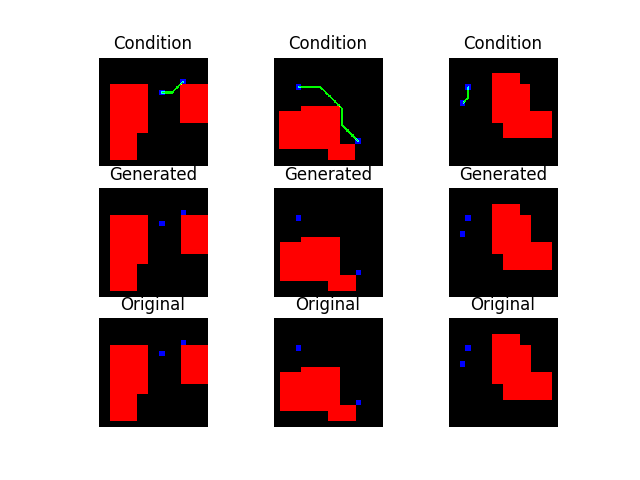 Condition Condition Condition
Generated Generated Generated
Original Original Original